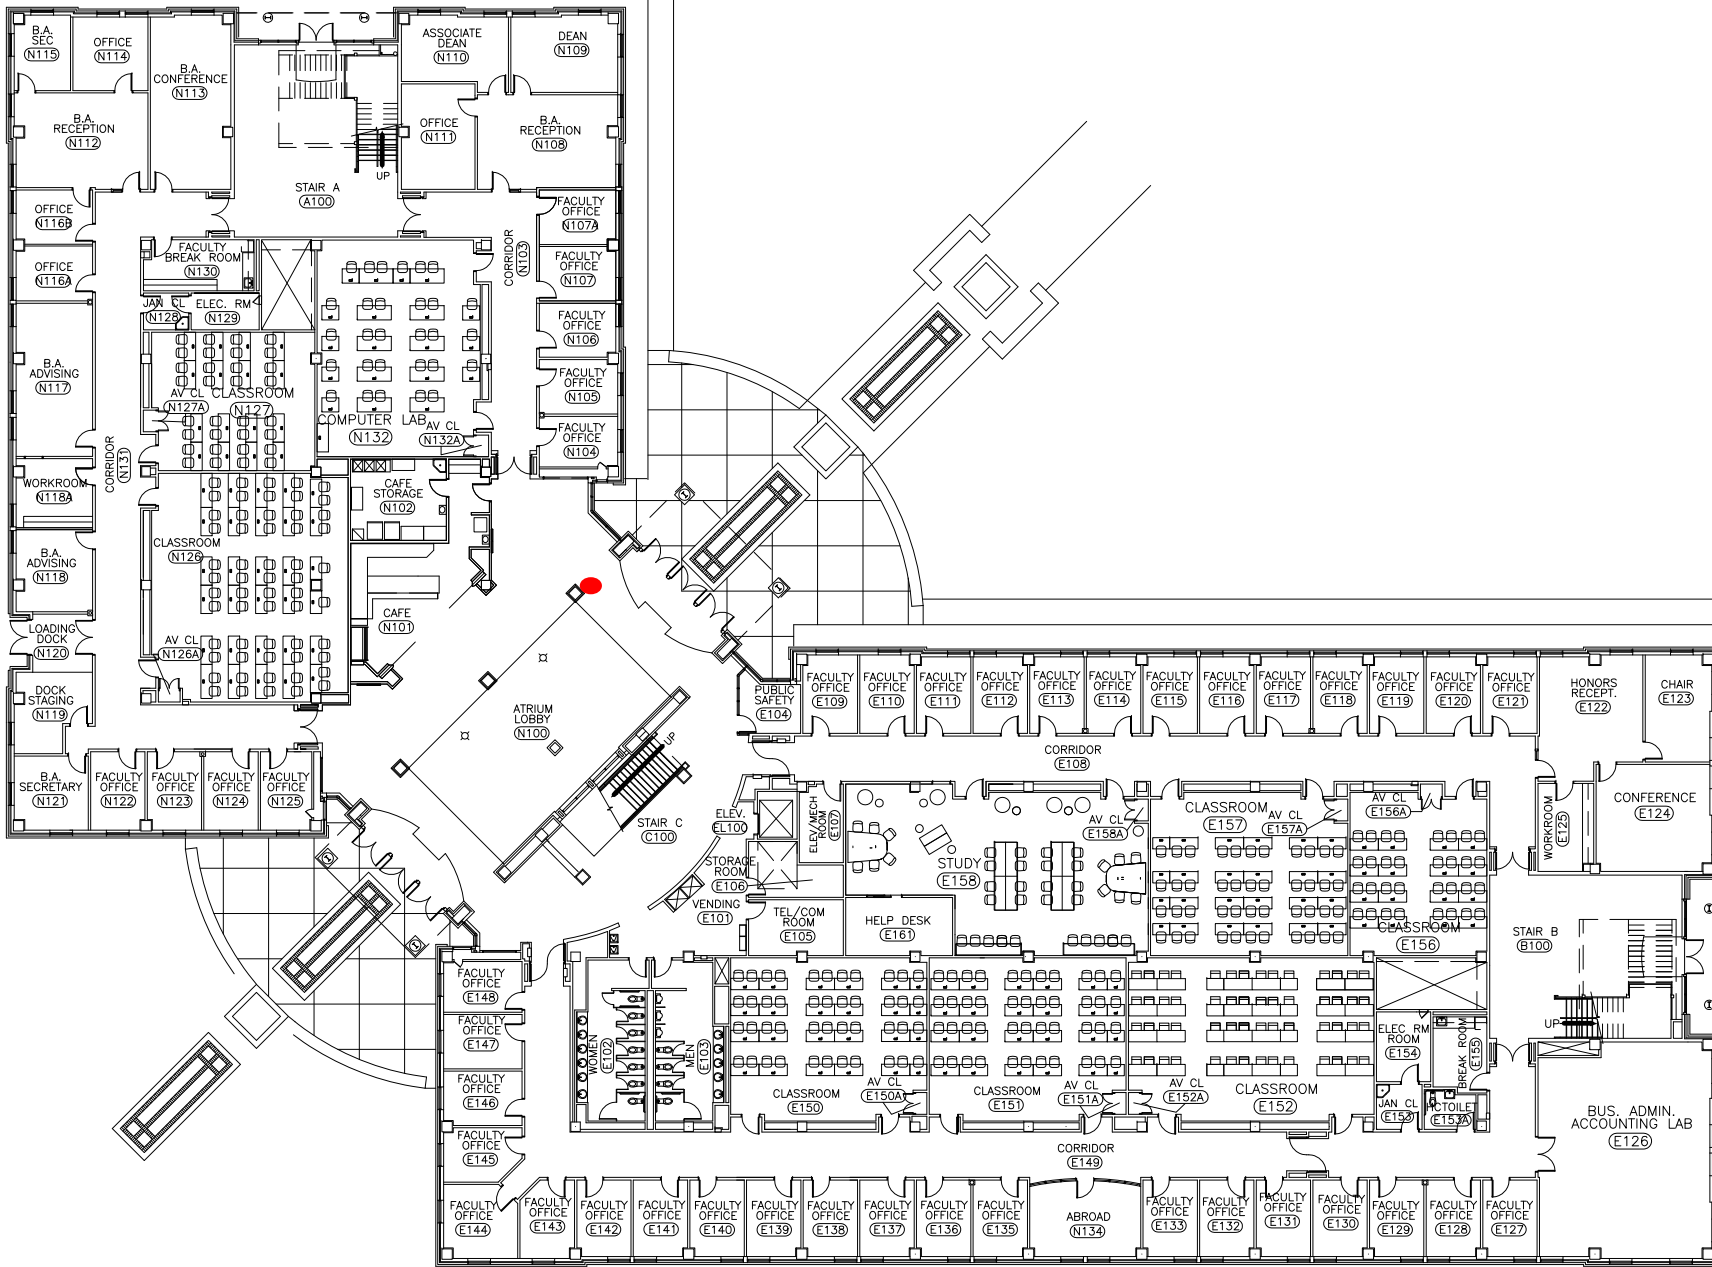 B.A.
SEC
N115
OFFICE
N114
B.A.
CONFERENCE
N113
ASSOCIATE
DEAN
N110
DEAN
N109
B.A.
RECEPTION
N112
OFFICE
N111
B.A.
RECEPTION
N108
UP
STAIR A
A100
OFFICE
N116B
FACULTY
OFFICE
N107A
OFFICE
N116A
FACULTY
BREAK ROOM
N130
CORRIDOR
N103
FACULTY
OFFICE
N107
JAN CL
N128
ELEC. RM
N129
FACULTY
OFFICE
N106
B.A.
ADVISING
N117
AV CL
N127A
CLASSROOM
N127
COMPUTER LAB
N132
AV CL
N132A
FACULTY
OFFICE
N105
FACULTY
OFFICE
N104
CORRIDOR
N131
WORKROOM
N118A
CAFE
STORAGE
N102
CLASSROOM
N126
B.A.
ADVISING
N118
CAFE
N101
LOADING
DOCK
N120
AV CL
N126A
DOCK
STAGING
N119
ATRIUM
LOBBY
N100
UP
B.A.
SECRETARY
N121
FACULTY
OFFICE
N122
FACULTY
OFFICE
N123
FACULTY
OFFICE
N124
FACULTY
OFFICE
N125
STAIR C
C100
PUBLIC
SAFETY
E104
FACULTY
OFFICE
E109
FACULTY
OFFICE
E110
FACULTY
OFFICE
E111
FACULTY
OFFICE
E112
FACULTY
OFFICE
E113
FACULTY
OFFICE
E114
FACULTY
OFFICE
E115
FACULTY
OFFICE
E116
FACULTY
OFFICE
E117
FACULTY
OFFICE
E118
FACULTY
OFFICE
E119
FACULTY
OFFICE
E120
FACULTY
OFFICE
E121
HONORS
RECEPT.
E122
CHAIR
E123
CORRIDOR
E108
ELEV.
EL100
ELEV/MECH
ROOM
E107
STORAGE
ROOM
E106
VENDING
E101
TEL/COM
ROOM
E105
STUDY
E158
AV CL
E158A
HELP DESK
E161
CLASSROOM
E157
AV CL
E157A
AV CL
E156A
CLASSROOM
E156
WORKROOM
E125
CONFERENCE
E124
STAIR B
B100
UP
FACULTY
OFFICE
E148
FACULTY
OFFICE
E147
FACULTY
OFFICE
E146
FACULTY
OFFICE
E145
WOMEN
E102
MEN
E103
CLASSROOM
E150
AV CL
E150A
CLASSROOM
E151
AV CL
E151A
AV CL
E152A
CLASSROOM
E152
ELEC RM
ROOM
E154
BREAK ROOM
E155
JAN CL
E153
HCTOILET
E153A
BUS. ADMIN.
ACCOUNTING LAB
E126
CORRIDOR
E149
FACULTY
OFFICE
E144
FACULTY
OFFICE
E143
FACULTY
OFFICE
E142
FACULTY
OFFICE
E141
FACULTY
OFFICE
E140
FACULTY
OFFICE
E139
FACULTY
OFFICE
E138
FACULTY
OFFICE
E137
FACULTY
OFFICE
E136
FACULTY
OFFICE
E135
ABROAD
N134
FACULTY
OFFICE
E133
FACULTY
OFFICE
E132
FACULTY
OFFICE
E131
FACULTY
OFFICE
E130
FACULTY
OFFICE
E129
FACULTY
OFFICE
E128
FACULTY
OFFICE
E127